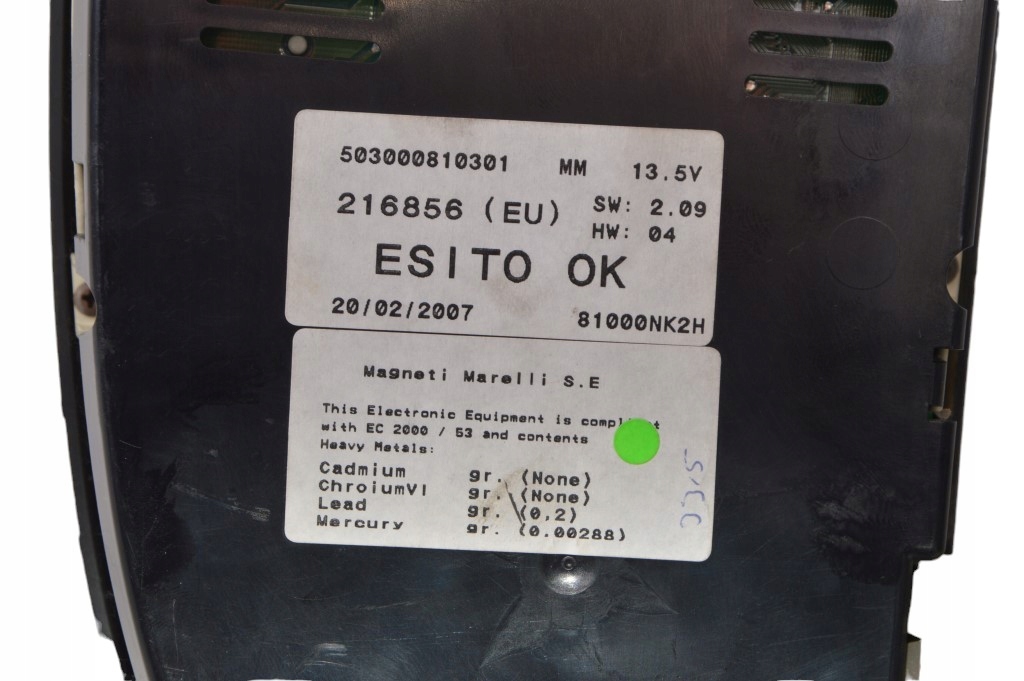 503000810301 MM 13.5V
216856 (EU) SW: 2.09
HW: 04
ESITO OK
20/02/2007 81000NK2H
Magneti Marelli S.E
This Electronic Equipment is
with EC 2000 / 53 and contents
Heavy Metals:
Cadmium gr. (None)
ChroiumVI gr. (None)
Lead gr. (0,2)
Mercury gr. (0.00288)